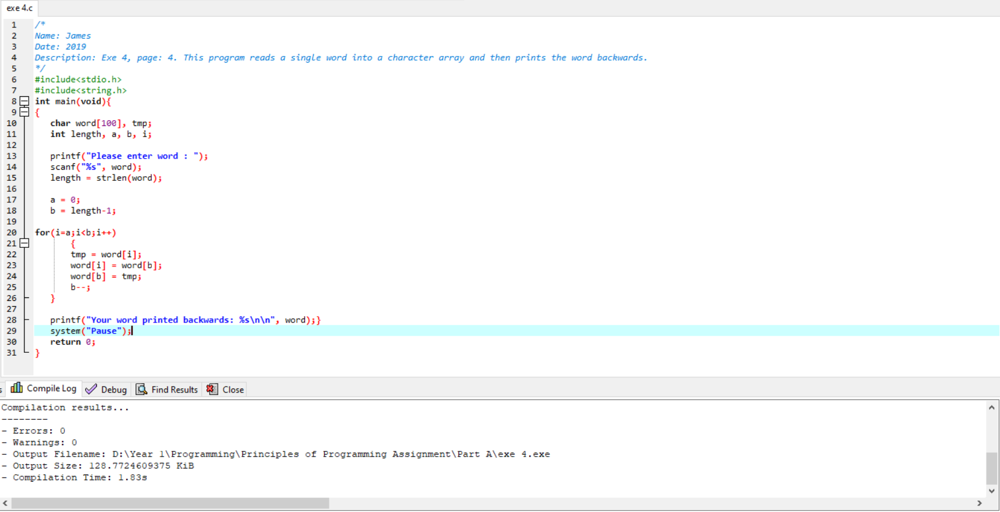 exe 4.c
1 /*
2 Name: James
3 Date: 2019
4 Description: Exe 4, page: 4. This program reads a single word into a character array and then prints the word backwards.
5 */
6 #include<stdio.h>
7 #include<string.h>
8 int main(void){
9 {
10 char word[100], tmp;
11 int length, a, b, i;
12
13 printf("Please enter word : ");
14 scanf("%s", word);
15 length = strlen(word);
16
17 a = 0;
18 b = length-1;
19
20 for(i=a;i<b;i++)
21 {
22 tmp = word[i];
23 word[i] = word[b];
24 word[b] = tmp;
25 b--;
26 }
27
28 printf("Your word printed backwards: %s\n\n", word);}
29 system("Pause");
30 return 0;
31 }
s Compile Log Debug Find Results Close
Compilation results...
--------
- Errors: 0
- Warnings: 0
- Output Filename: D:\Year 1\Programming\Principles of Programming Assignment\Part A\exe 4.exe
- Output Size: 128.7724609375 KiB
- Compilation Time: 1.83s